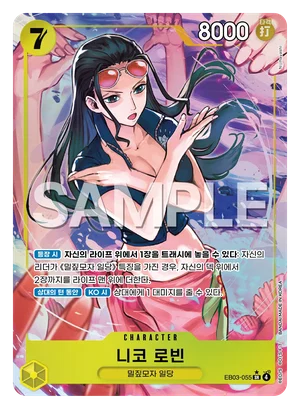 7
8000
打
SAMPLE
등장 시 자신의 라이프 위에서 1장을 트래시에 놓을 수 있다: 자신의
리더가 《밀짚모자 일당》 특징을 가진 경우, 자신의 덱 위에서
2장까지를 라이프 맨 위에 더한다.
상대의 턴 동안 KO 시 상대에게 1 대미지를 줄 수 있다.
CHARACTER
니코 로빈
밀짚모자 일당
EB03-055 SR